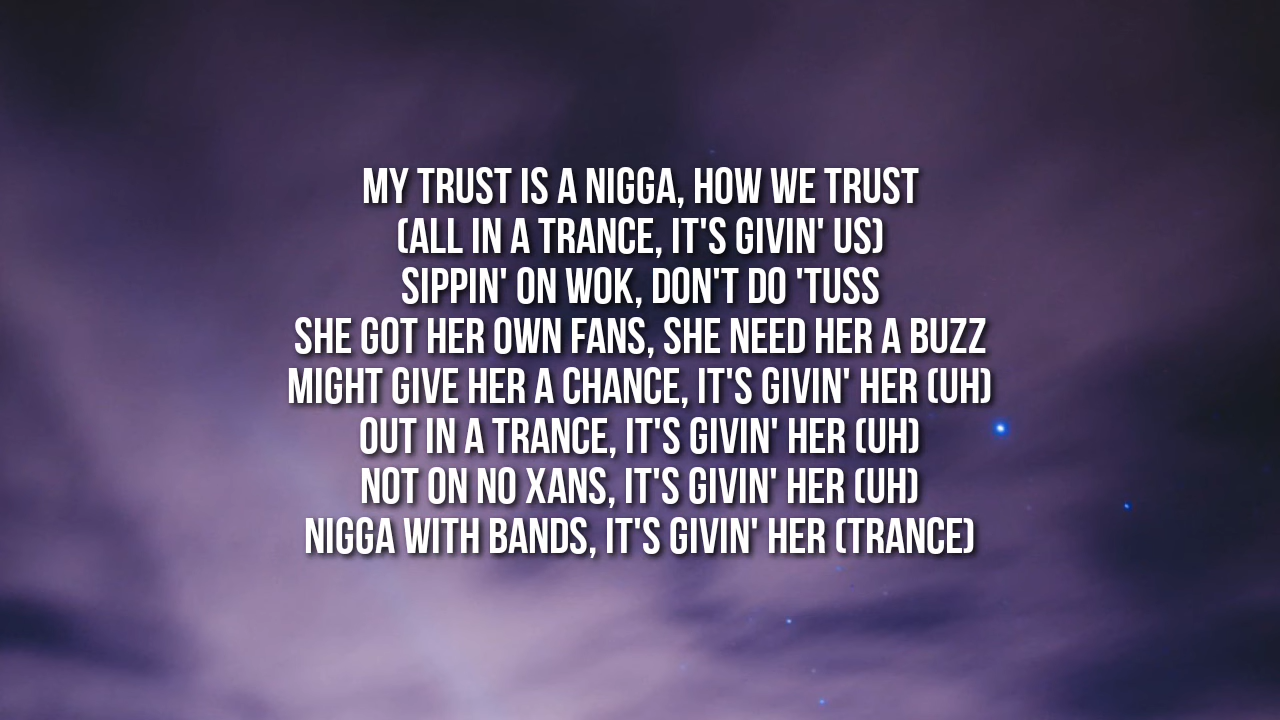 MY TRUST IS A NIGGA, HOW WE TRUST
(ALL IN A TRANCE, IT'S GIVIN' US)
SIPPIN' ON WOK, DON'T DO 'TUSS
SHE GOT HER OWN FANS, SHE NEED HER A BUZZ
MIGHT GIVE HER A CHANCE, IT'S GIVIN' HER (UH)
OUT IN A TRANCE, IT'S GIVIN' HER (UH)
NOT ON NO XANS, IT'S GIVIN' HER (UH)
NIGGA WITH BANDS, IT'S GIVIN' HER (TRANCE)